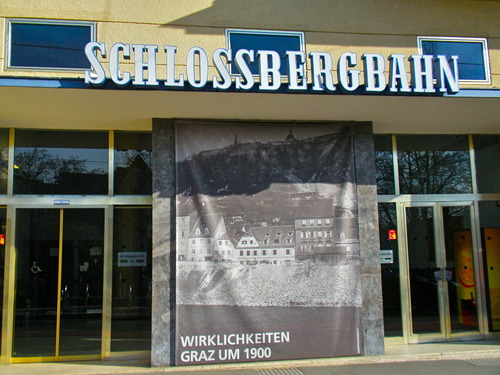 SCHLOSSBERGBAHN
WIRKLICHKEITEN
GRAZ UM 1900